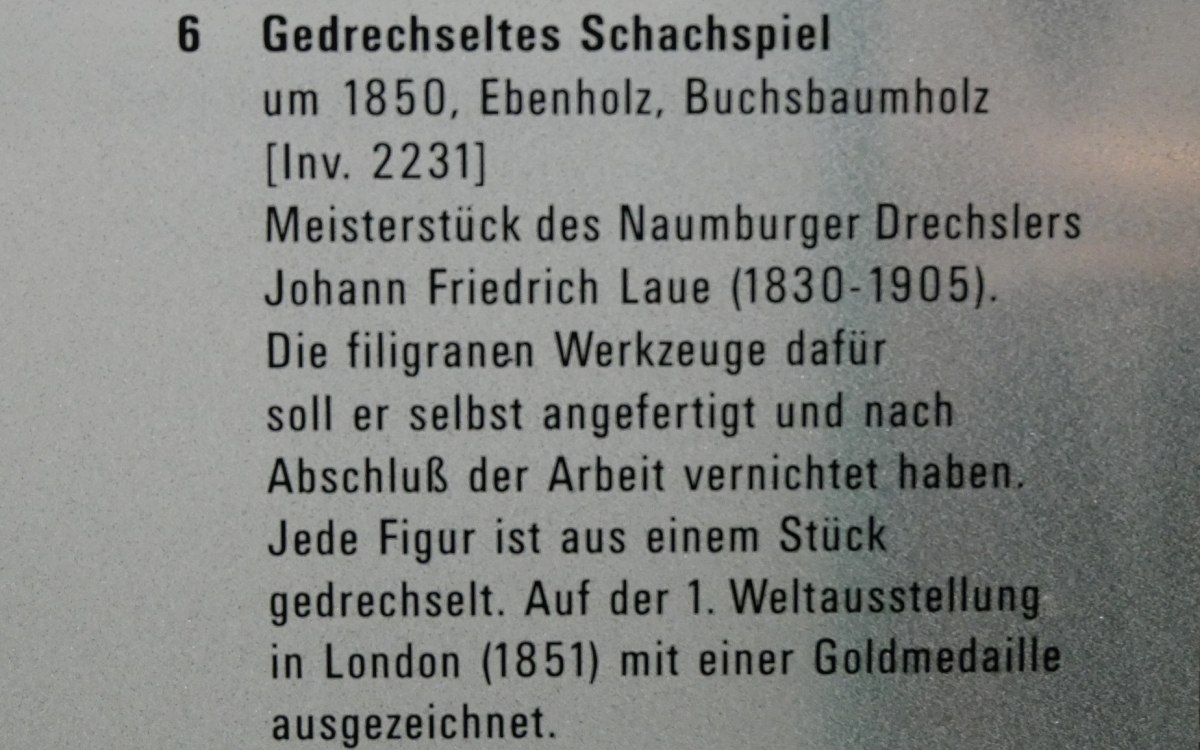 6 Gedrechseltes Schachspiel
um 1850, Ebenholz, Buchsbaumholz
[Inv. 2231]
Meisterstück des Naumburger Drechslers
Johann Friedrich Laue (1830-1905).
Die filigranen Werkzeuge dafür
soll er selbst angefertigt und nach
Abschluß der Arbeit vernichtet haben.
Jede Figur ist aus einem Stück
gedrechselt. Auf der 1. Weltausstellung
in London (1851) mit einer Goldmedaille
ausgezeichnet.